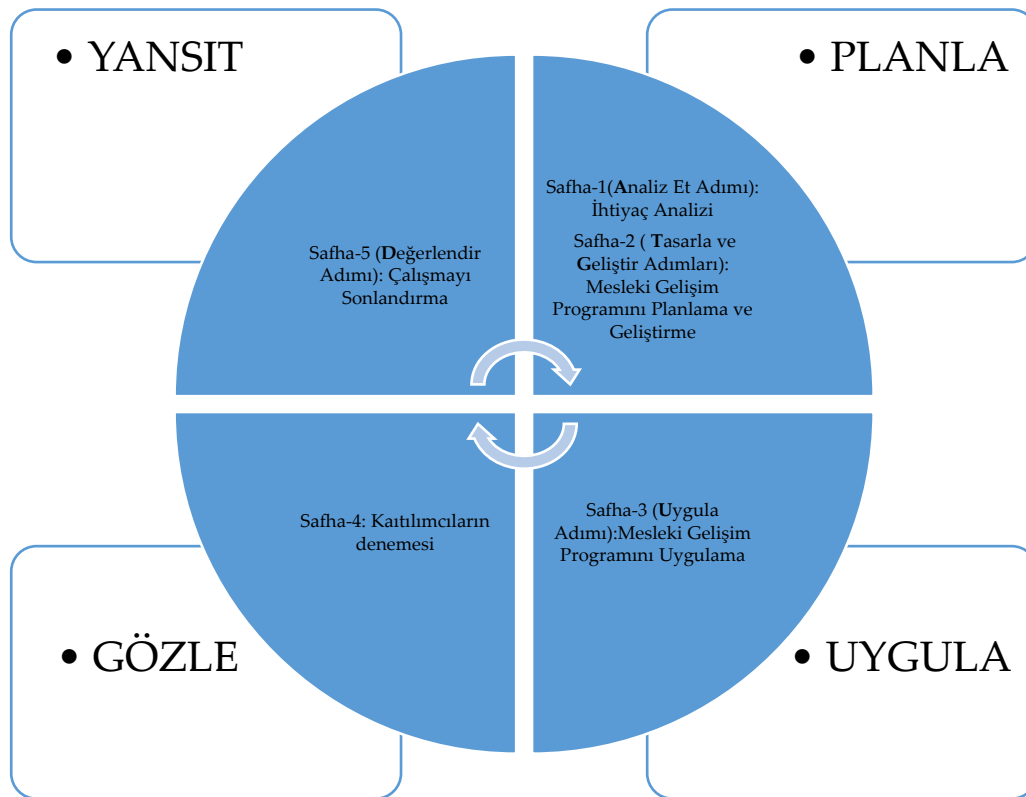 • YANSIT
• PLANLA
Safha-1(Analiz Et Adımı):
İhtiyaç Analizi
Safha-2 ( Tasarla ve
Geliştir Adımları):
Mesleki Gelişim
Programını Planlama ve
Geliştirme
Safha-5 (Değerlendir
Adımı): Çalışmayı
Sonlandırma
Safha-4: Kaıtılımcıların
denemesi
Safha-3 (Uygula
Adımı):Mesleki Gelişim
Programını Uygulama
• GÖZLE
• UYGULA